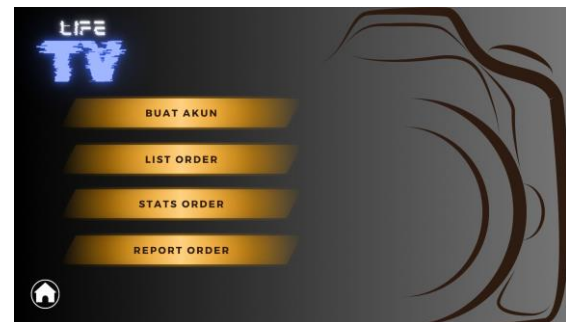 LIFE
TV
BUAT AKUN
LIST ORDER
STATS ORDER
REPORT ORDER